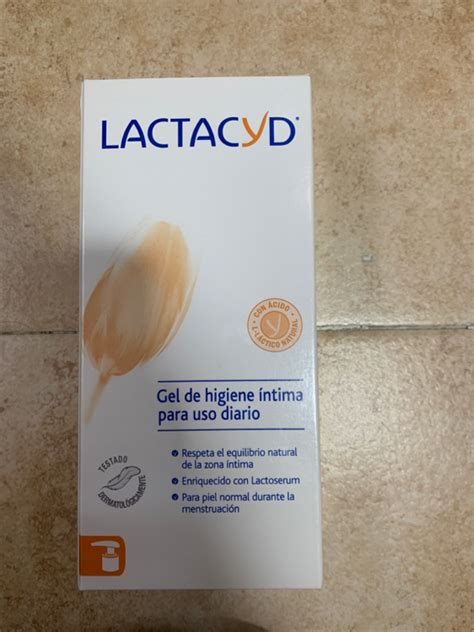 LACTACYD®
CON ÁCIDO
L-LÁCTICO NATURAL
Gel de higiene íntima
para uso diario
TESTADO
DERMATOLÓGICAMENTE
Respeta el equilibrio natural
de la zona íntima
Enriquecido con Lactoserum
Para piel normal durante la
menstruación